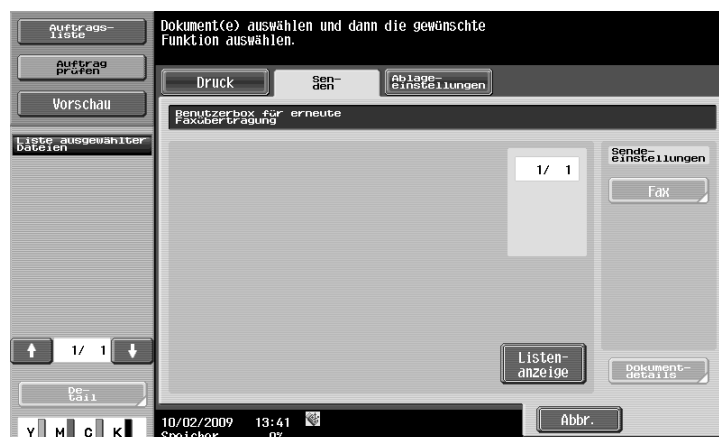 Auftrags-
liste
Auftrag
prüfen
Vorschau
Liste ausgewählter
Dateien
1/ 1
De-
tail
Y M C K
Dokument(e) auswählen und dann die gewünschte
Funktion auswählen.
Druck
Sen-
den
Ablage-
einstellungen
Benutzerbox für erneute
Faxübertragung
1/ 1
Sende-
einstellungen
Fax
Listen-
anzeige
Dokument-
details
10/02/2009 13:41
Speicher 0%
Abbr.